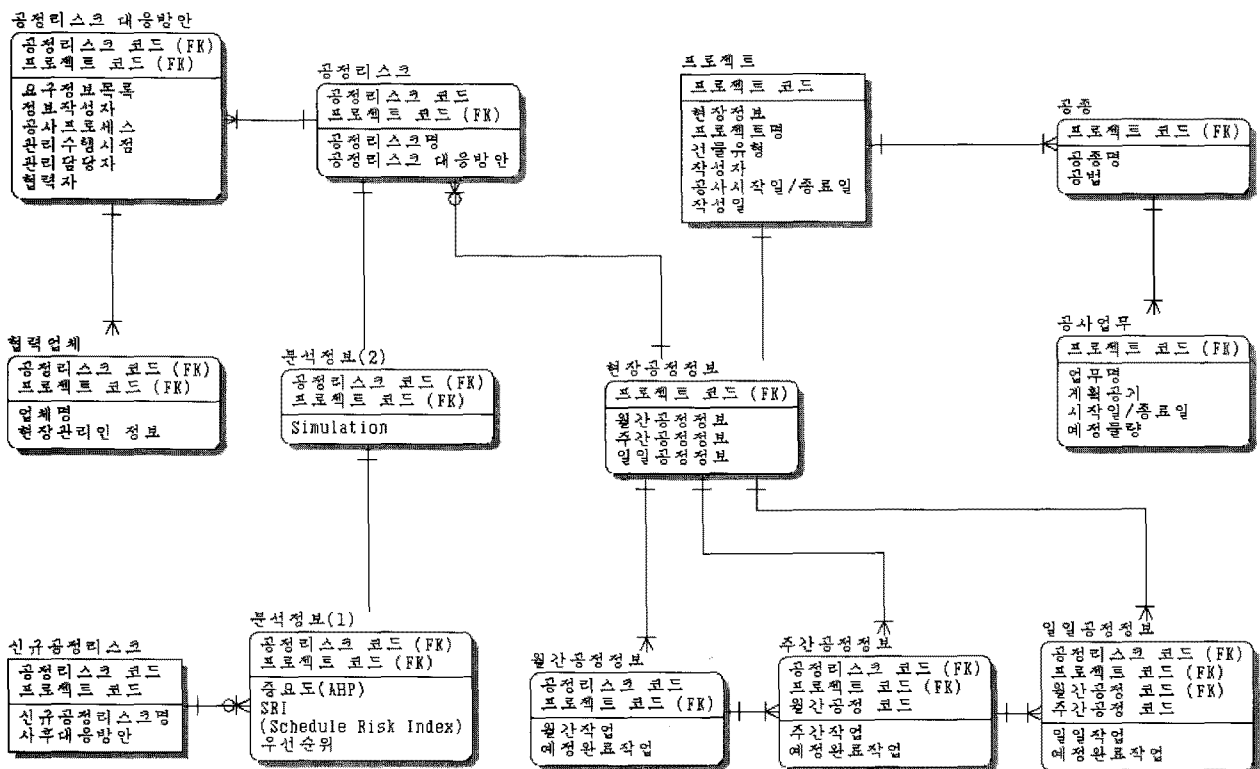 공정리스크 대응방안
공정리스크 코드 (FK)
프로젝트 코드 (FK)
요구정보목록
정보작성자
공사프로세스
관리수행시점
관리담당자
협력자
공정리스크
공정리스크 코드
프로젝트 코드 (FK)
공정리스크명
공정리스크 대응방안
프로젝트
프로젝트 코드
현장정보
프로젝트명
건물유형
작성자
공사시작일/종료일
작성일
공종
프로젝트 코드 (FK)
공종명
공법
협력업체
공정리스크 코드 (FK)
프로젝트 코드 (FK)
업체명
현장관리인 정보
분석정보(2)
공정리스크 코드 (FK)
프로젝트 코드 (FK)
Simulation
현장공정정보
프로젝트 코드 (FK)
월간공정정보
주간공정정보
일일공정정보
공사업무
프로젝트 코드 (FK)
업무명
계획공기
시작일/종료일
예정물량
신규공정리스크
공정리스크 코드
프로젝트 코드
신규공정리스크명
사후대응방안
분석정보(1)
공정리스크 코드 (FK)
프로젝트 코드 (FK)
중요도(AHP)
SRI
(Schedule Risk Index)
우선순위
월간공정정보
공정리스크 코드
프로젝트 코드 (FK)
월간작업
예정완료작업
주간공정정보
공정리스크 코드 (FK)
프로젝트 코드 (FK)
월간공정 코드
주간작업
예정완료작업
일일공정정보
공정리스크 코드 (FK)
프로젝트 코드 (FK)
월간공정 코드 (FK)
주간공정 코드
일일작업
예정완료작업